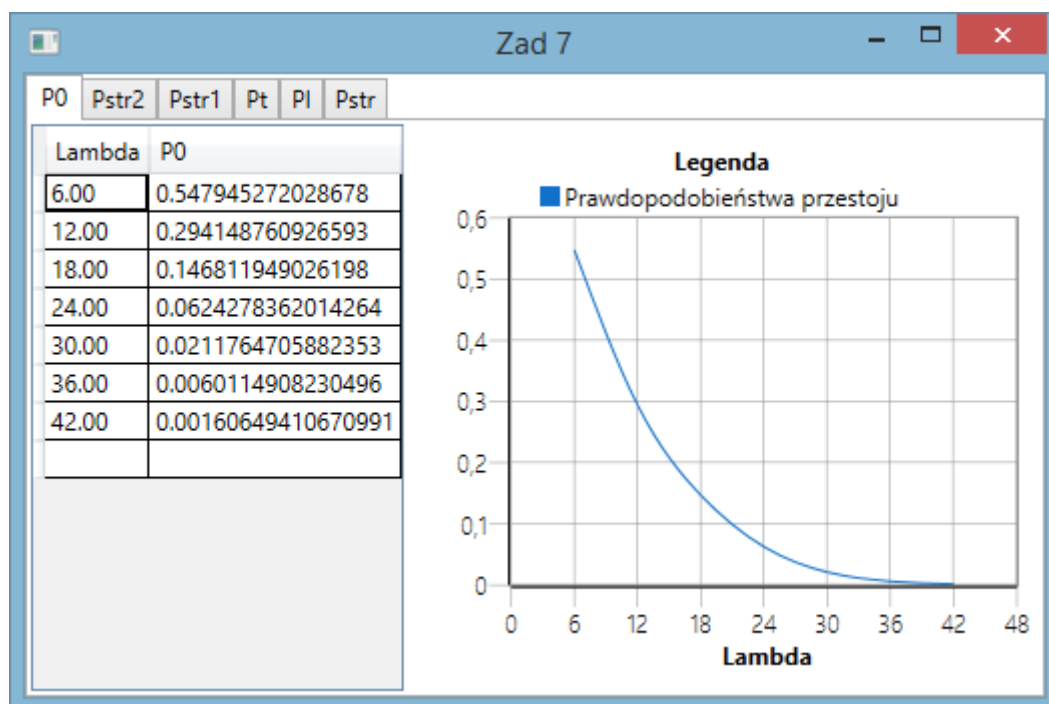 Zad 7
P0 Pstr2 Pstr1 Pt Pl Pstr
Lambda P0
6.00 0.547945272028678
12.00 0.294148760926593
18.00 0.146811949026198
24.00 0.0624278362014264
30.00 0.0211764705882353
36.00 0.00601149082304​96
42.00 0.00160649410670991
Legenda
Prawdopodobieństwa przestoju
0,6
0,5
0,4
0,3
0,2
0,1
0
0 6 12 18 24 30 36 42 48
Lambda